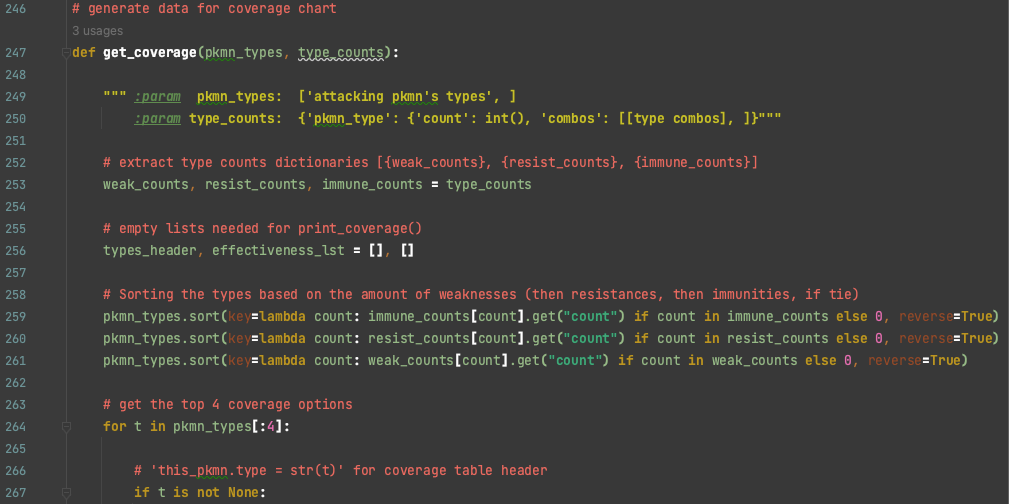 246 # generate data for coverage chart
3 usages
247 def get_coverage(pkmn_types, type_counts):
248
249 """ :param pkmn_types: ['attacking pkmn's types', ]
250 :param type_counts: {'pkmn_type': {'count': int(), 'combos': [[type combos], ]}"""
251
252 # extract type counts dictionaries [{weak_counts}, {resist_counts}, {immune_counts}]
253 weak_counts, resist_counts, immune_counts = type_counts
254
255 # empty lists needed for print_coverage()
256 types_header, effectiveness_lst = [], []
257
258 # Sorting the types based on the amount of weaknesses (then resistances, then immunities, if tie)
259 pkmn_types.sort(key=lambda count: immune_counts[count].get("count") if count in immune_counts else 0, reverse=True)
260 pkmn_types.sort(key=lambda count: resist_counts[count].get("count") if count in resist_counts else 0, reverse=True)
261 pkmn_types.sort(key=lambda count: weak_counts[count].get("count") if count in weak_counts else 0, reverse=True)
262
263 # get the top 4 coverage options
264 for t in pkmn_types[:4]:
265
266 # 'this_pkmn.type = str(t)' for coverage table header
267 if t is not None: